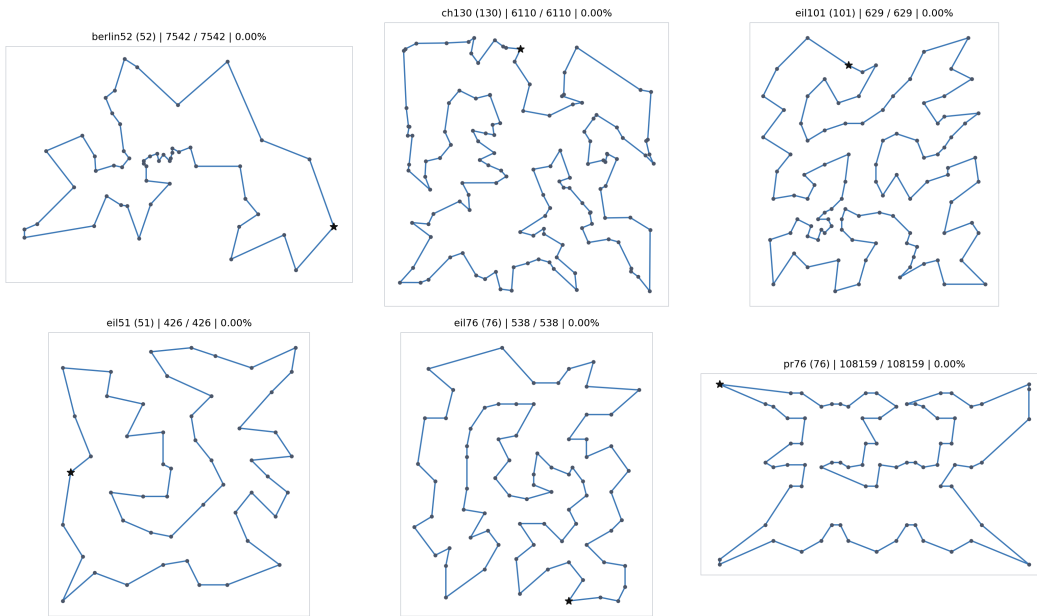 berlin52 (52) | 7542 / 7542 | 0.00%
ch130 (130) | 6110 / 6110 | 0.00%
eil101 (101) | 629 / 629 | 0.00%
eil51 (51) | 426 / 426 | 0.00%
eil76 (76) | 538 / 538 | 0.00%
pr76 (76) | 108159 / 108159 | 0.00%